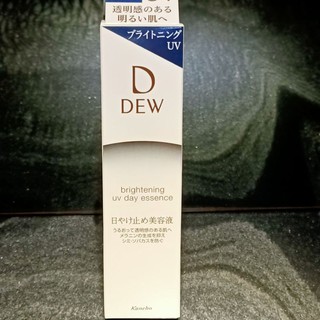 透明感のある
明るい肌へ
ブライトニング
UV
D
DEW
brightening
uv day essence
日やけ止め美容液
うるおって透明感のある肌へ
メラニンの生成を抑え
シミ・ソバカスを防ぐ
Kanebo